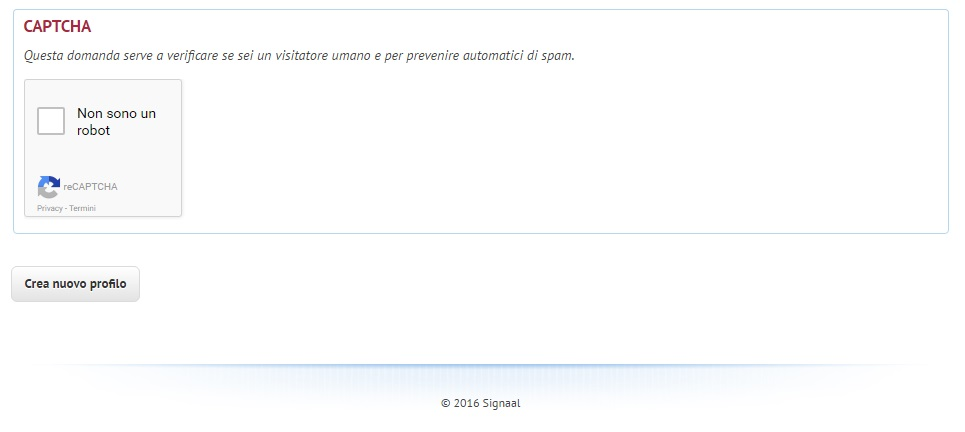 CAPTCHA
Questa domanda serve a verificare se sei un visitatore umano e per prevenire automatici di spam.
Non sono un
robot
reCAPTCHA
Privacy - Termini
Crea nuovo profilo
© 2016 Signaal